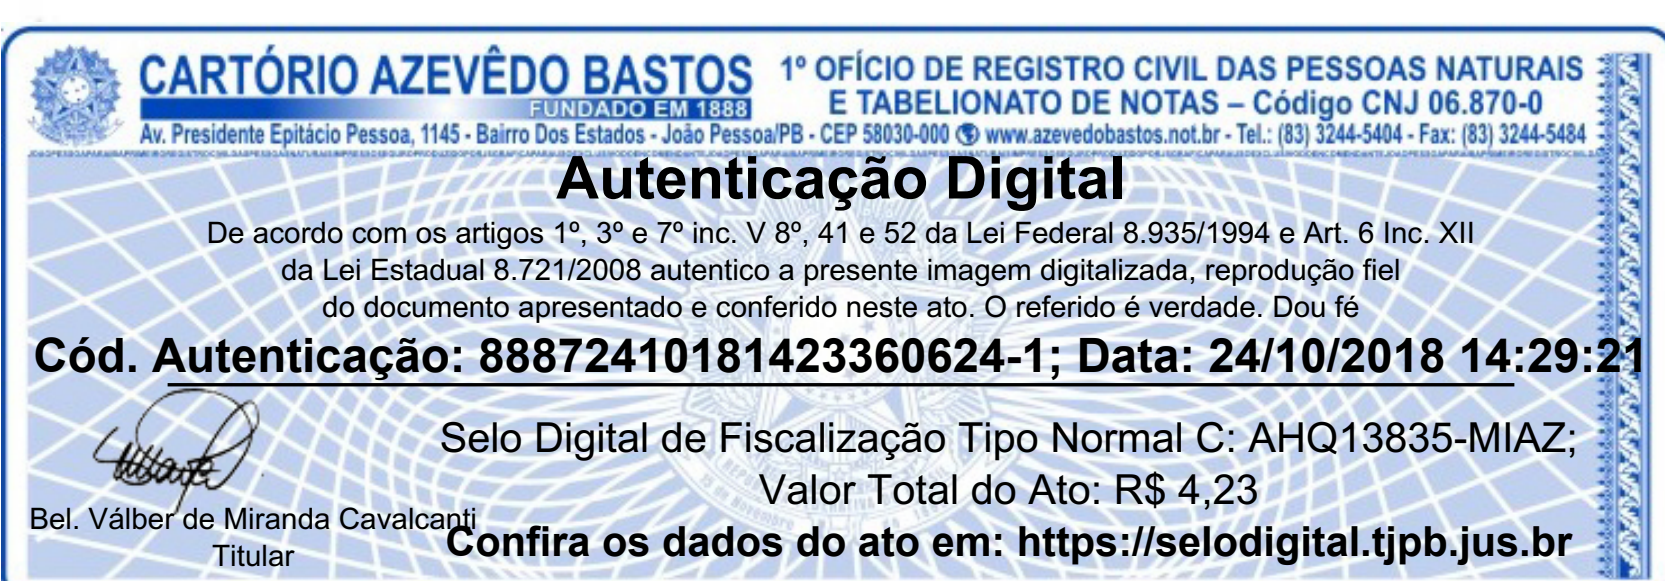 CARTÓRIO AZEVÊDO BASTOS
FUNDADO EM 1888
1º OFÍCIO DE REGISTRO CIVIL DAS PESSOAS NATURAIS
E TABELIONATO DE NOTAS – Código CNJ 06.870-0
Av. Presidente Epitácio Pessoa, 1145 - Bairro Dos Estados - João Pessoa/PB - CEP 58030-000 www.azevedobastos.not.br - Tel.: (83) 3244-5404 - Fax: (83) 3244-5484
Autenticação Digital
De acordo com os artigos 1º, 3º e 7º inc. V 8º, 41 e 52 da Lei Federal 8.935/1994 e Art. 6 Inc. XII
da Lei Estadual 8.721/2008 autentico a presente imagem digitalizada, reprodução fiel
do documento apresentado e conferido neste ato. O referido é verdade. Dou fé
Cód. Autenticação: 88872410181423360624-1; Data: 24/10/2018 14:29:21
Selo Digital de Fiscalização Tipo Normal C: AHQ13835-MIAZ;
Valor Total do Ato: R$ 4,23
Bel. Válber de Miranda Cavalcanti
Titular
Confira os dados do ato em: https://selodigital.tjpb.jus.br